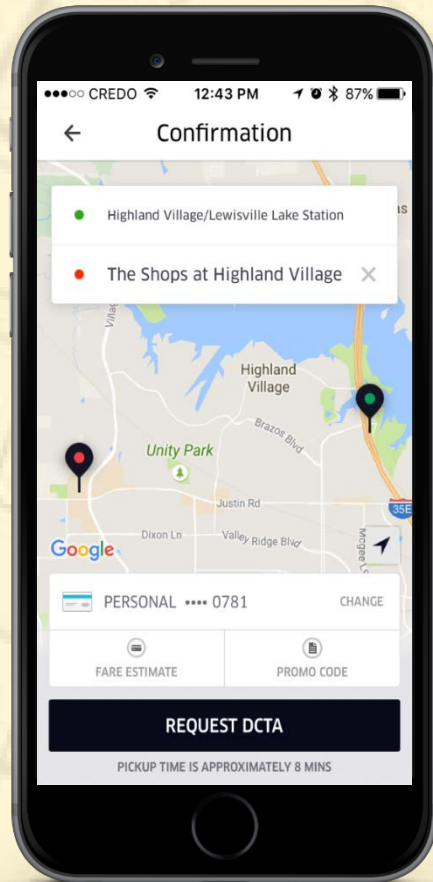 CREDO 12:43 PM 87%
Confirmation
Highland Village/Lewisville Lake Station
The Shops at Highland Village
Highland
Village
Brazos Blvd
Unity Park
Justin Rd
35E
Dixon Ln
Valley Ridge Blvd
Google
PERSONAL •••• 0781 CHANGE
FARE ESTIMATE PROMO CODE
REQUEST DCTA
PICKUP TIME IS APPROXIMATELY 8 MINS